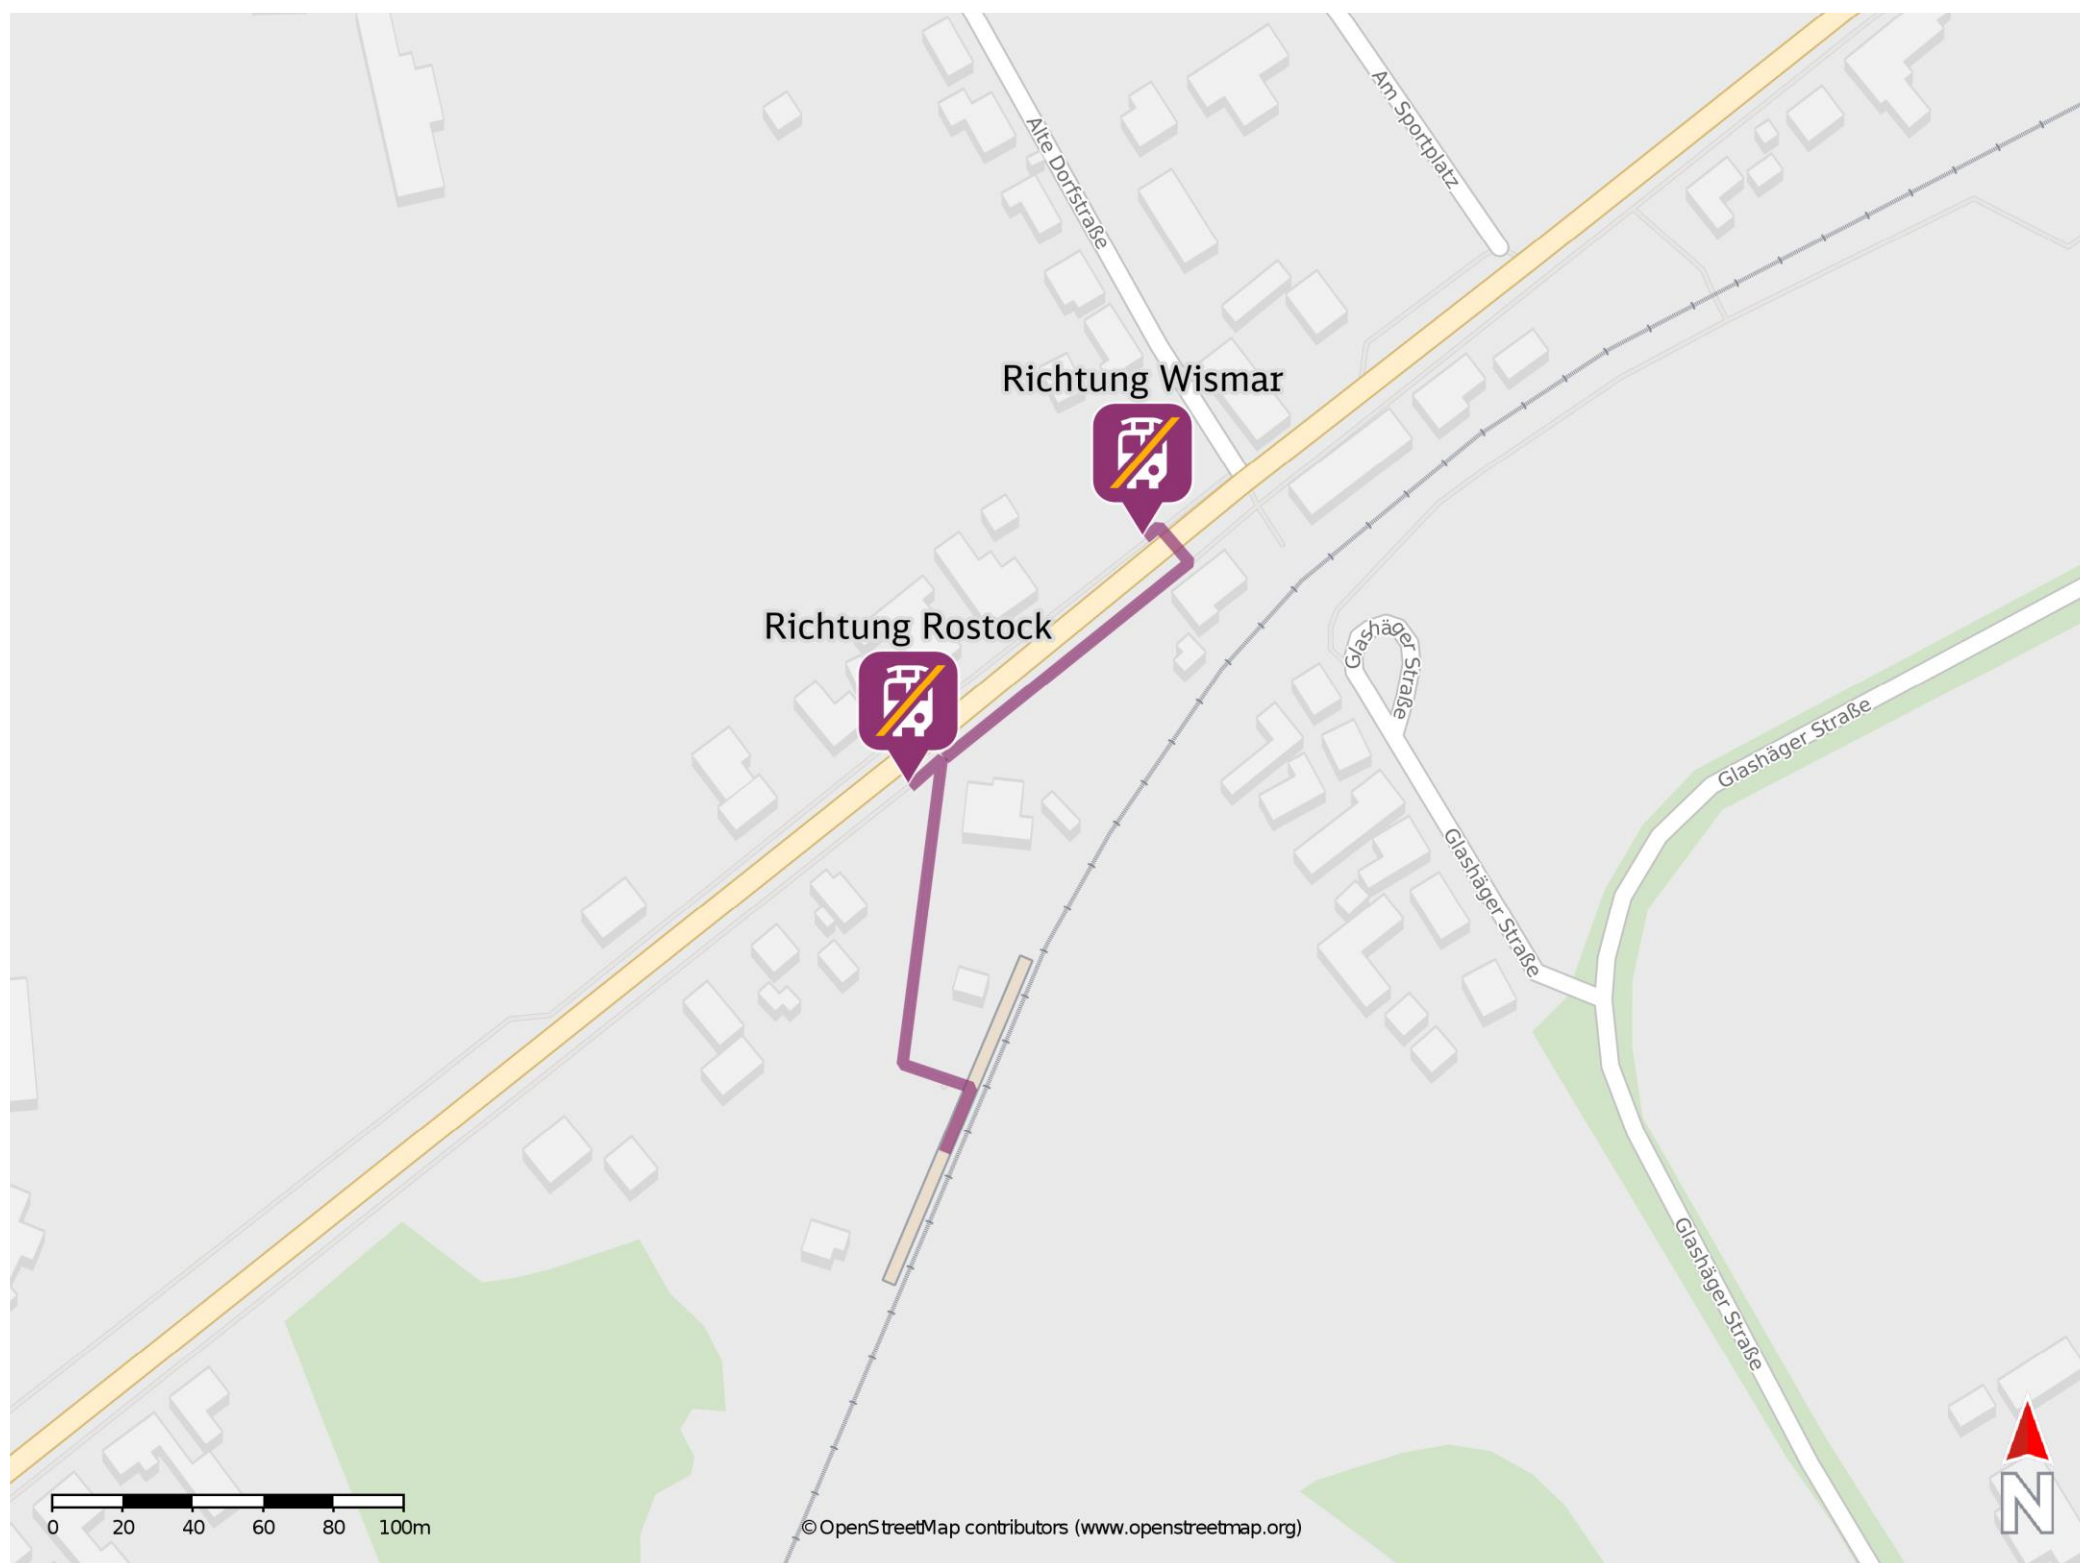 Am Sportplatz
Alte Dorfstraße
Richtung Wismar
Richtung Rostock
Glashäger Straße
Glashäger Straße
Glashäger Straße
Glashäger Straße
0 20 40 60 80 100m
© OpenStreetMap contributors (www.openstreetmap.org)
N